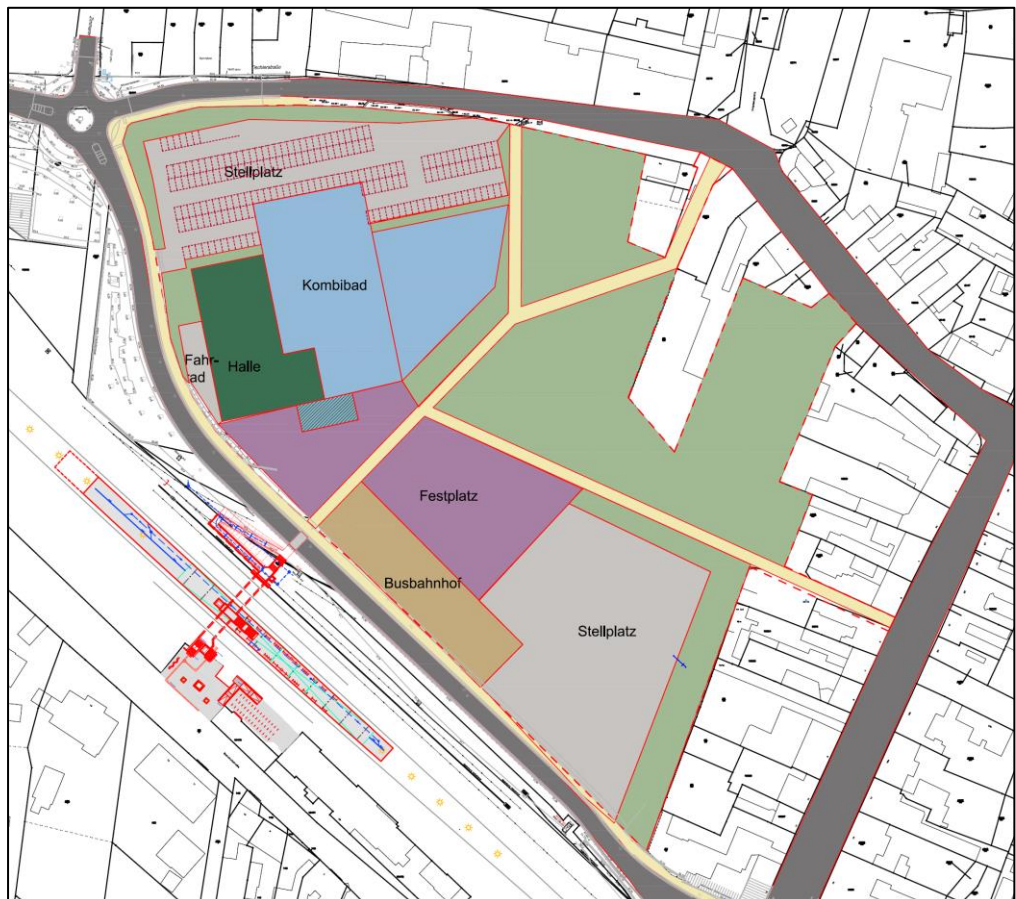 Stellplatz
Kombibad
Fahr-
rad
Halle
Festplatz
Busbahnhof
Stellplatz